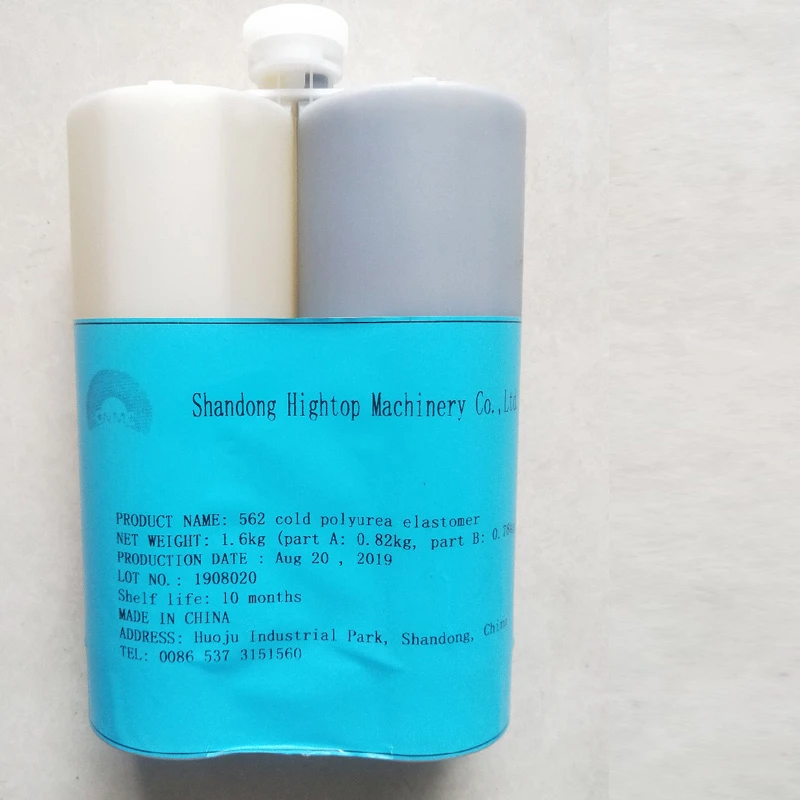 Shandong Hightop Machinery Co.,Ltd
PRODUCT NAME: 562 cold polyurea elastomer
NET WEIGHT: 1.6kg (part A: 0.82kg, part B: 0.78kg
PRODUCTION DATE : Aug 20 , 2019
LOT NO.: 1908020
Shelf life: 10 months
MADE IN CHINA
ADDRESS: Huoju Industrial Park, Shandong, China
TEL: 0086 537 3151560